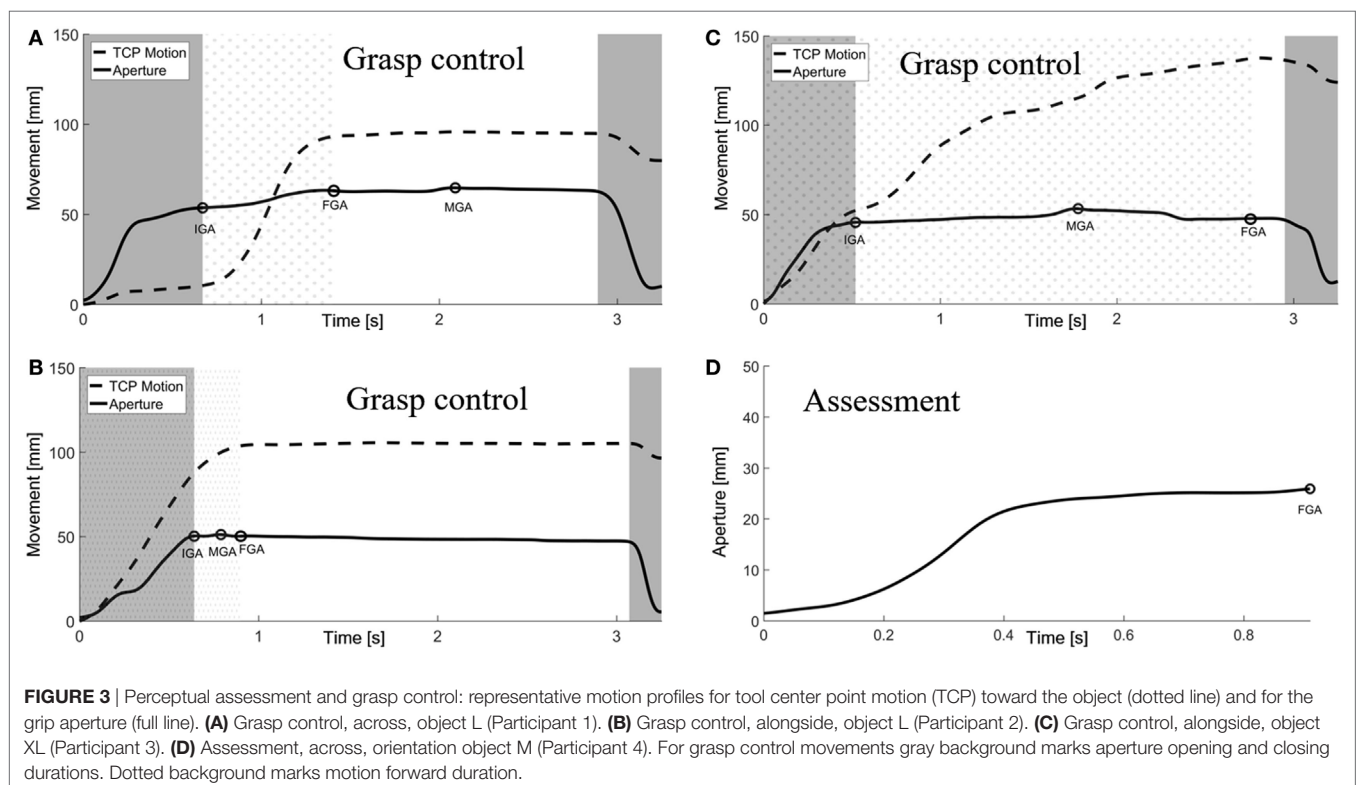 A
150
TCP Motion
Aperture
Grasp control
100
50
0
Movement [mm]
IGA
FGA
MGA
0
1
2
3
Time [s]
C
150
TCP Motion
Aperture
Grasp control
100
50
0
Movement [mm]
IGA
MGA
FGA
0
1
2
3
Time [s]
B
150
TCP Motion
Aperture
Grasp control
100
50
0
Movement [mm]
IGA
MGA
FGA
0
1
2
3
Time [s]
D
50
Assessment
40
30
20
10
0
Aperture [mm]
FGA
0
0.2
0.4
0.6
0.8
Time [s]
FIGURE 3 | Perceptual assessment and grasp control: representative motion profiles for tool center point motion (TCP) toward the object (dotted line) and for the
grip aperture (full line). (A) Grasp control, across, object L (Participant 1). (B) Grasp control, alongside, object L (Participant 2). (C) Grasp control, alongside, object
XL (Participant 3). (D) Assessment, across, orientation object M (Participant 4). For grasp control movements gray background marks aperture opening and closing
durations. Dotted background marks motion forward duration.